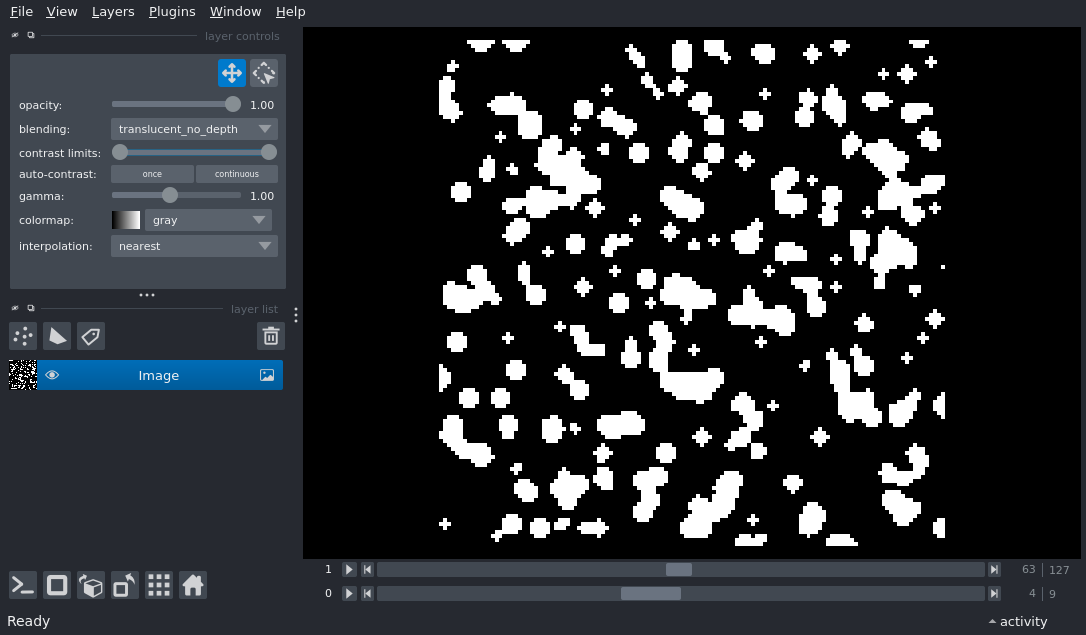 File View Layers Plugins Window Help
layer controls
opacity: 1.00
blending: translucent_no_depth
contrast limits:
auto-contrast: once continuous
gamma: 1.00
colormap: gray
interpolation: nearest
layer list
Image
1 63 127
0 4 9
Ready activity